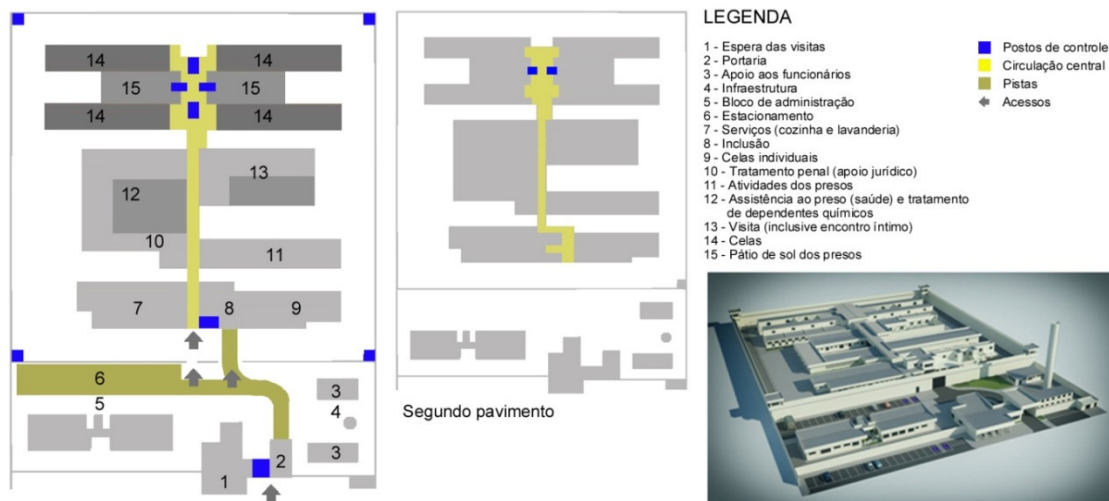 14
14
15
15
14
14
13
12
10
11
7
8
9
6
5
3
4
3
2
1
Segundo pavimento
LEGENDA
1 - Espera das visitas
2 - Portaria
3 - Apoio aos funcionários
4 - Infraestrutura
5 - Bloco de administração
6 - Estacionamento
7 - Serviços (cozinha e lavanderia)
8 - Inclusão
9 - Celas individuais
10 - Tratamento penal (apoio jurídico)
11 - Atividades dos presos
12 - Assistência ao preso (saúde) e tratamento
de dependentes químicos
13 - Visita (inclusive encontro íntimo)
14 - Celas
15 - Pátio de sol dos presos
Postos de controle
Circulação central
Pistas
Acessos